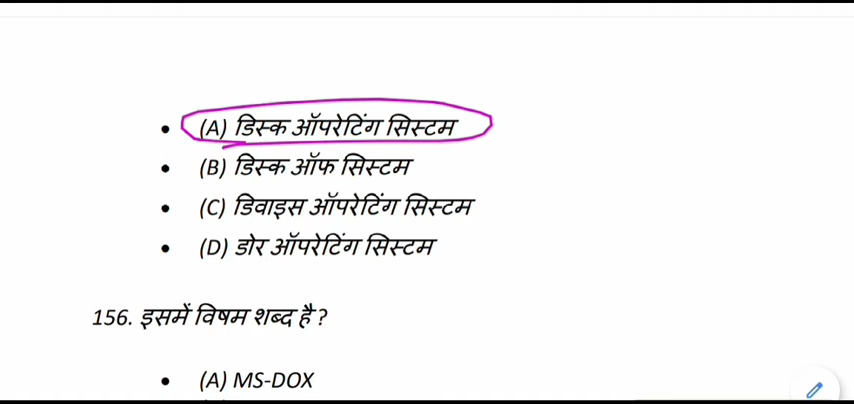 (A) डिस्क ऑपरेटिंग सिस्टम
(B) डिस्क ऑफ सिस्टम
(C) डिवाइस ऑपरेटिंग सिस्टम
(D) डोर ऑपरेटिंग सिस्टम
156. इसमें विषम शब्द है?
(A) MS-DOX